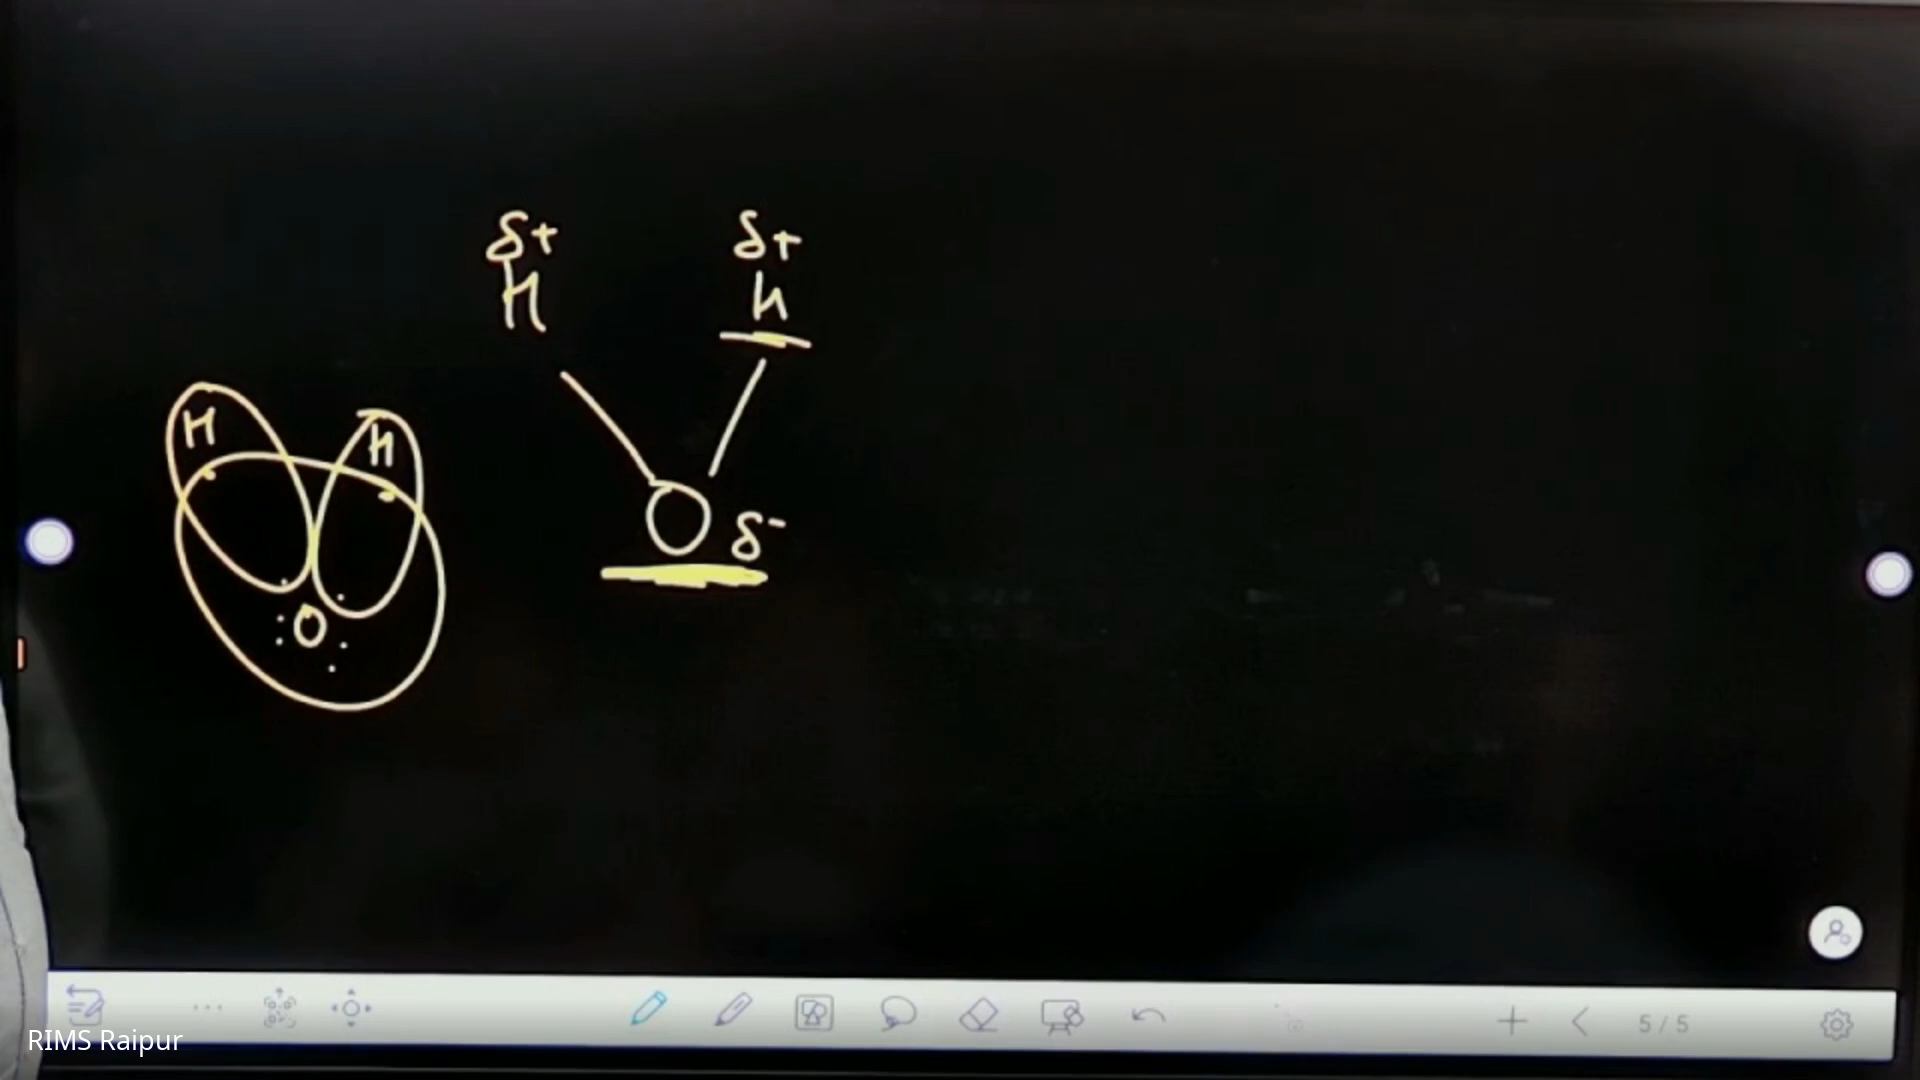 δ+ δ+
H H
H H
O δ-
:O:
5/5
RIMS Raipur